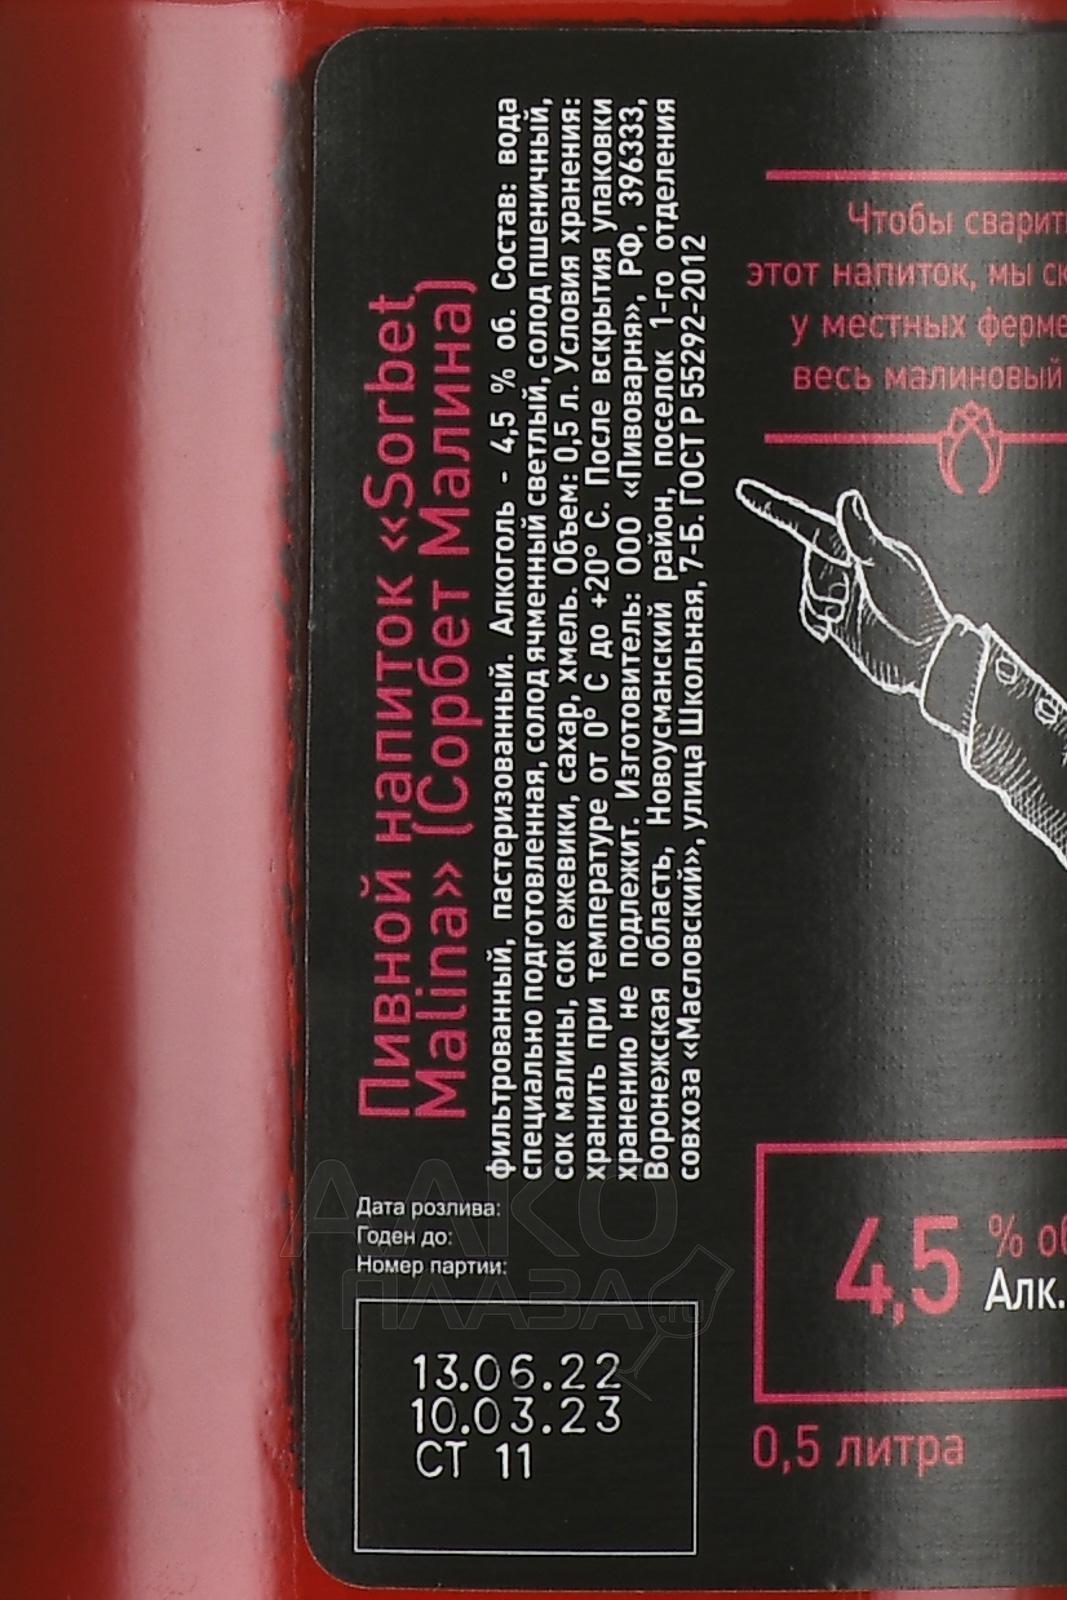 Пивной напиток «Sorbet
Malina» (Сорбет Малина)
фильтрованный, пастеризованный. Алкоголь - 4,5 % об. Состав: вода
специально подготовленная, солод ячменный светлый, солод пшеничный,
сок малины, сок ежевики, сахар, хмель. Объем: 0,5 л. Условия хранения:
хранить при температуре от 0° С до +20° С. После вскрытия упаковки
хранению не подлежит. Изготовитель: ООО «Пивоварня», РФ, 396333,
Воронежская область, Новоусманский район, поселок 1-го отделения
совхоза «Масловский», улица Школьная, 7-Б. ГОСТ Р 55292-2012
Дата розлива:
Годен до:
Номер партии:
13.06.22
10.03.23
СТ 11
Чтобы сварит
этот напиток, мы ск
у местных ферме
весь малиновый
4,5 % об
Алк.
0,5 литра
ААКО
ПЛАЗА.ru